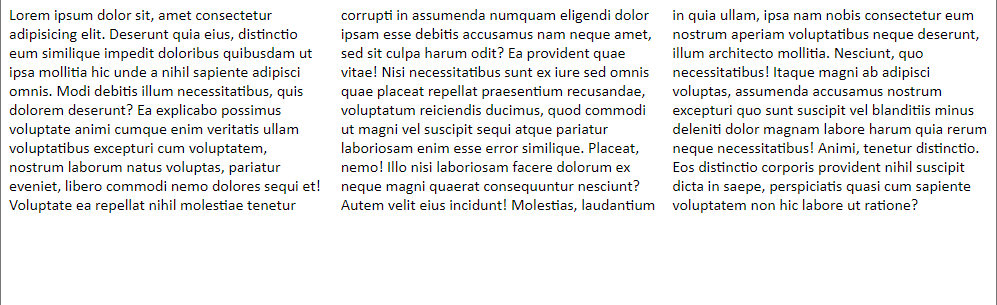 Lorem ipsum dolor sit, amet consectetur
adipisicing elit. Deserunt quia eius, distinctio
eum similique impedit doloribus quibusdam ut
ipsa mollitia hic unde a nihil sapiente adipisci
omnis. Modi debitis illum necessitatibus, quis
dolorem deserunt? Ea explicabo possimus
voluptate animi cumque enim veritatis ullam
voluptatibus excepturi cum voluptatem,
nostrum laborum natus voluptas, pariatur
eveniet, libero commodi nemo dolores sequi et!
Voluptate ea repellat nihil molestiae tenetur
corrupti in assumenda numquam eligendi dolor
ipsam esse debitis accusamus nam neque amet,
sed sit culpa harum odit? Ea provident quae
vitae! Nisi necessitatibus sunt ex iure sed omnis
quae placeat repellat praesentium recusandae,
voluptatum reiciendis ducimus, quod commodi
ut magni vel suscipit sequi atque pariatur
laboriosam enim esse error similique. Placeat,
nemo! Illo nisi laboriosam facere dolorum ex
neque magni quaerat consequuntur nesciunt?
Autem velit eius incidunt! Molestias, laudantium
in quia ullam, ipsa nam nobis consectetur eum
nostrum aperiam voluptatibus neque deserunt,
illum architecto mollitia. Nesciunt, quo
necessitatibus! Itaque magni ab adipisci
voluptas, assumenda accusamus nostrum
excepturi quo sunt suscipit vel blanditiis minus
deleniti dolor magnam labore harum quia rerum
neque necessitatibus! Animi, tenetur distinctio.
Eos distinctio corporis provident nihil suscipit
dicta in saepe, perspiciatis quasi cum sapiente
voluptatem non hic labore ut ratione?